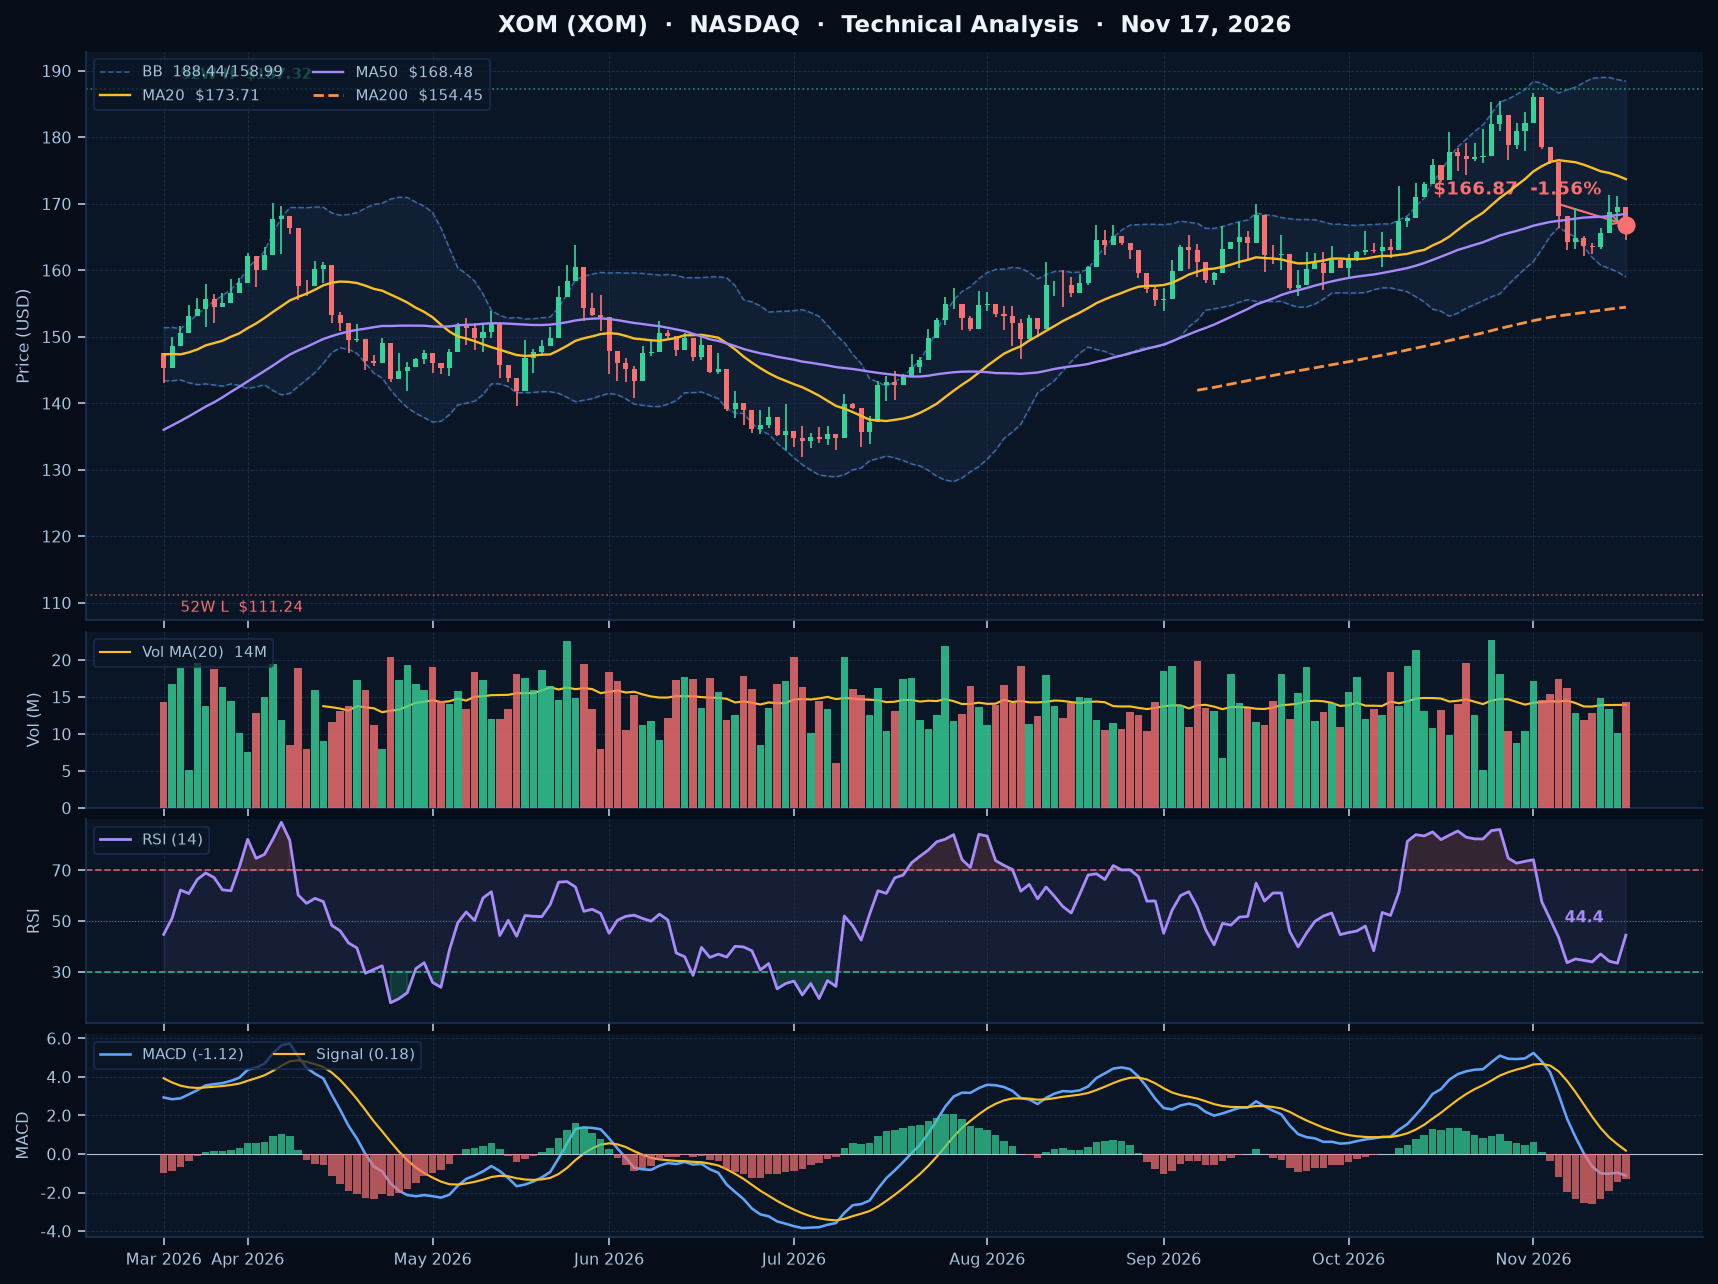 XOM (XOM)  ·  NASDAQ  ·  Technical Analysis  ·  Nov 17, 2026
BB  188.44/158.99
MA50  $168.48
MA20  $173.71
MA200  $154.45
190
180
170
160
150
140
130
120
110
Price (USD)
$166.87  -1.56%
52W L  $111.24
Vol MA(20)  14M
20
15
10
5
0
Vol (M)
RSI (14)
70
50
30
RSI
44.4
MACD (-1.12)
Signal (0.18)
6.0
4.0
2.0
0.0
-2.0
-4.0
MACD
Mar 2026
Apr 2026
May 2026
Jun 2026
Jul 2026
Aug 2026
Sep 2026
Oct 2026
Nov 2026